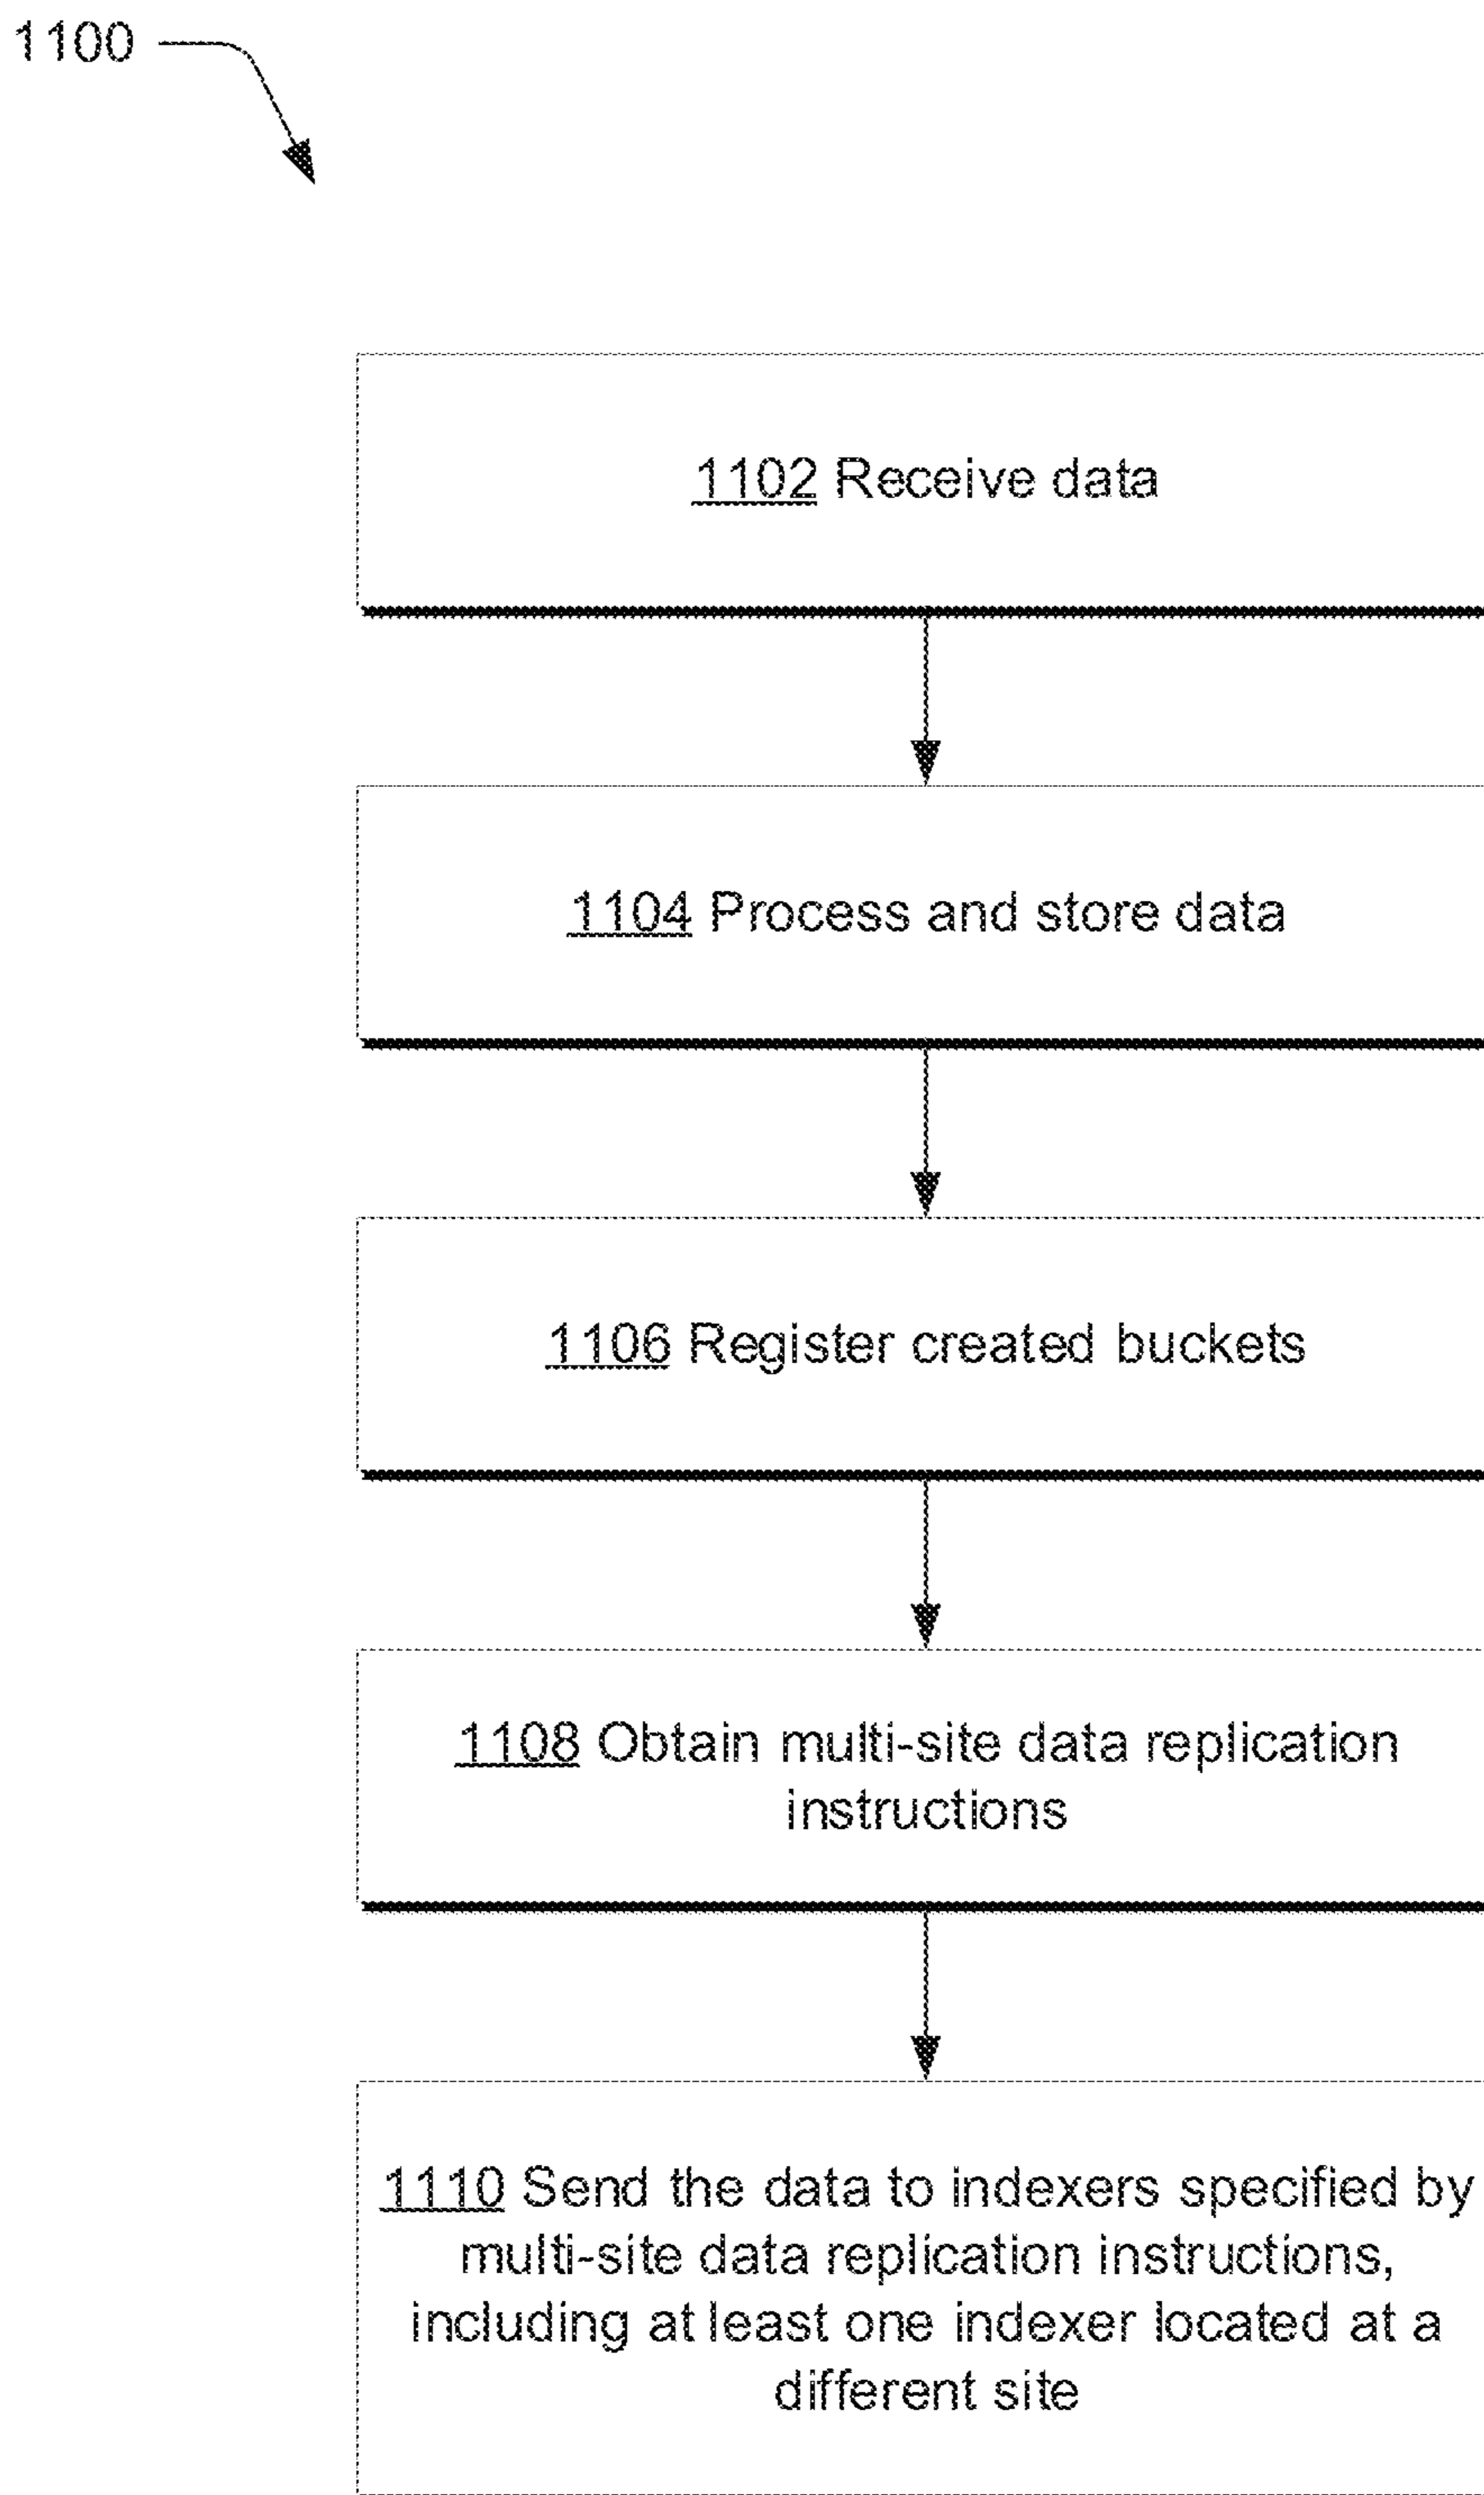 1100
1102 Receive data
1104 Process and store data
1106 Register created buckets
1108 Obtain multi-site data replication
instructions
1110 Send the data to indexers specified by
multi-site data replication instructions,
including at least one indexer located at a
different site